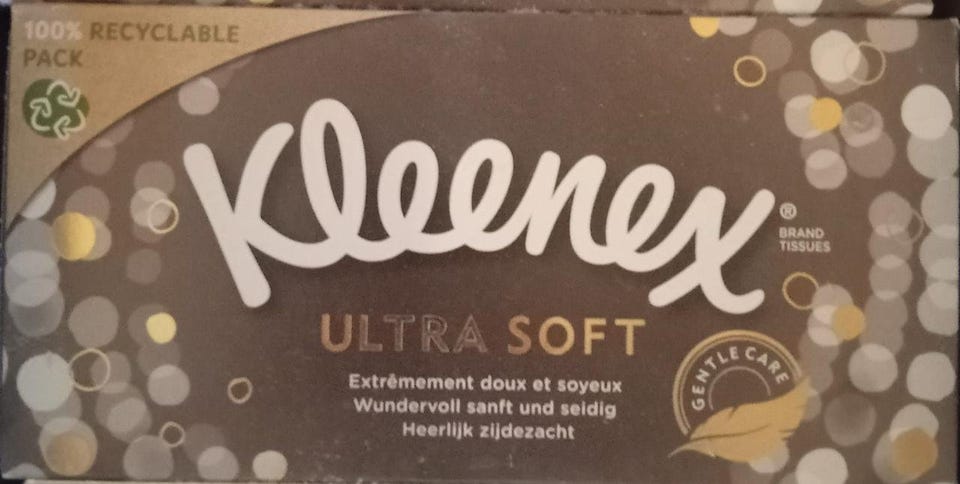 100% RECYCLABLE
PACK
Kleenex®
BRAND
TISSUES
ULTRA SOFT
Extrêmement doux et soyeux
Wundervoll sanft und seidig
Heerlijk zijdezacht
GENTLE CARE